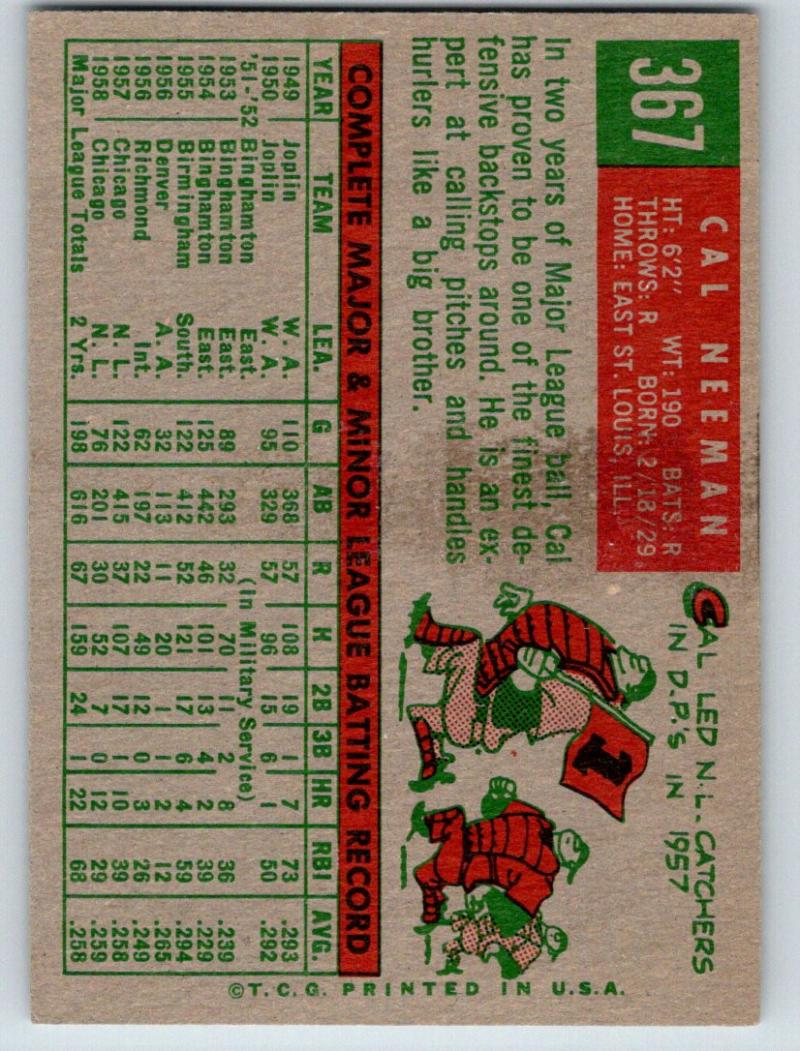 367
CAL NEEMAN
HT: 6'2" WT: 190 BATS: R
THROWS: R BORN: 2/18/29
HOME: EAST ST. LOUIS, ILL.
CAL LED N.L. CATCHERS
IN D.P.'s IN 1957
1
In two years of Major League ball, Cal
has proven to be one of the finest de-
fensive backstops around. He is an ex-
pert at calling pitches and handles
hurlers like a big brother.
COMPLETE MAJOR & MINOR LEAGUE BATTING RECORD
YEAR TEAM LEA. G AB R H 2B 3B HR RBI AVG.
1949 Joplin W. A. 110 368 57 108 19 1 7 73 .293
1950 Joplin W. A. 95 329 57 96 15 6 1 50 .292
'51-'52 Binghamton East. (In Military Service)
1953 Binghamton East. 89 293 32 70 11 2 8 36 .239
1954 Binghamton East. 125 442 46 101 13 4 2 39 .229
1955 Birmingham South. 122 412 52 121 17 6 4 59 .294
1956 Denver A. A. 32 113 11 20 1 2 2 12 .265
1956 Richmond Int. 62 197 22 49 12 0 3 26 .249
1957 Chicago N. L. 122 415 37 107 17 1 10 39 .258
1958 Chicago N. L. 76 201 30 52 7 0 12 29 .259
Major League Totals 2 Yrs. 198 616 67 159 24 1 22 68 .258
©T.C.G. PRINTED IN U.S.A.